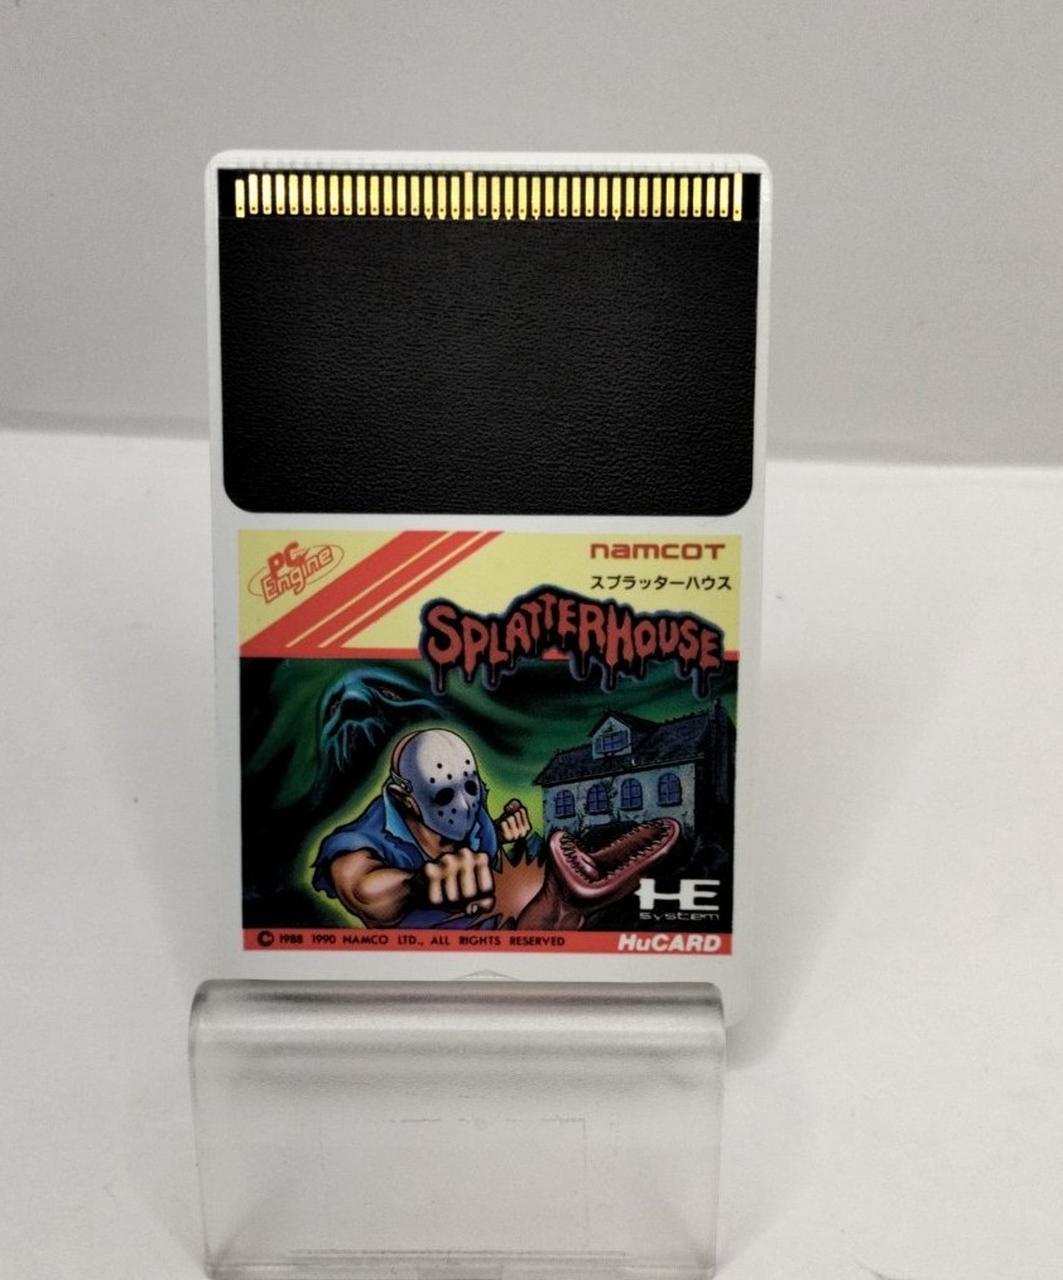 PC Engine
namcoT
スプラッターハウス
SPLATTERHOUSE
HE
system
© 1988 1990 NAMCO LTD., ALL RIGHTS RESERVED
HuCARD